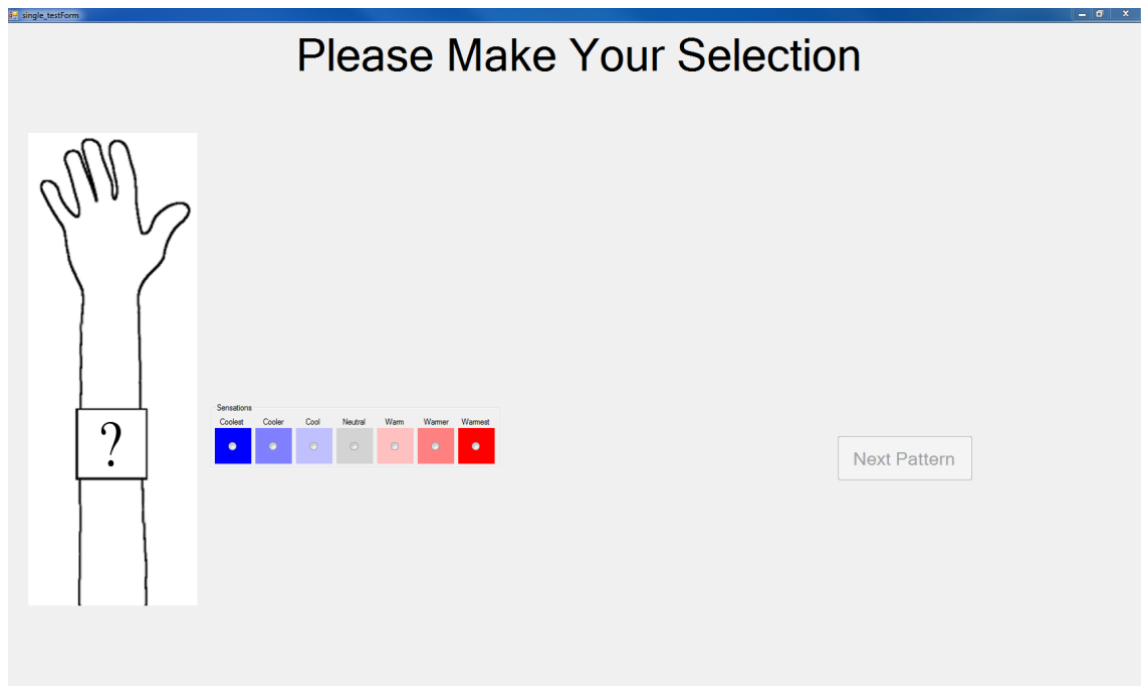 single_testForm
Please Make Your Selection
Sensations
Coolest Cooler Cool Neutral Warm Warmer Warmest
?
Next Pattern